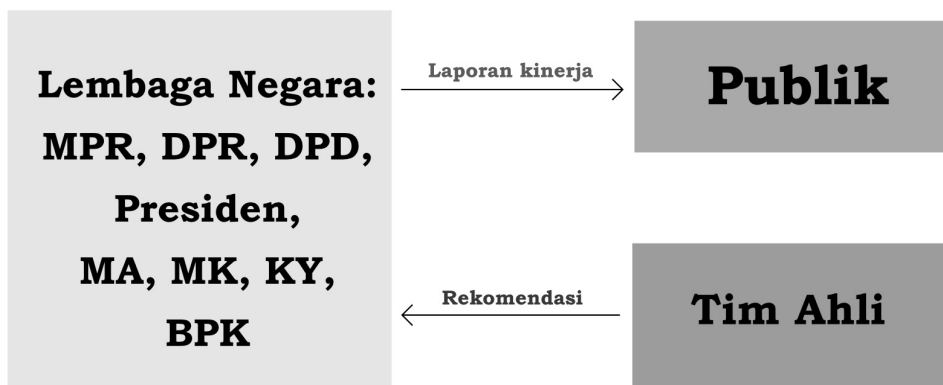 Lembaga Negara:
MPR, DPR, DPD,
Presiden,
MA, MK, KY,
BPK
Laporan kinerja
Publik
Rekomendasi
Tim Ahli